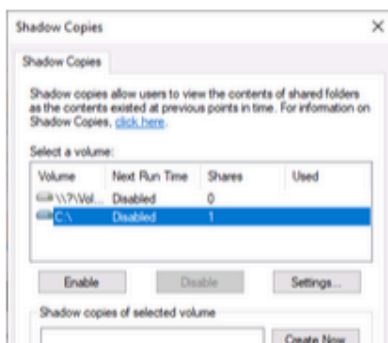 Shadow Copies
Shadow Copies
Shadow copies allow users to view the contents of shared folders
as the contents existed at previous points in time. For information on
Shadow Copies, click here.
Select a volume:
Volume Next Run Time Shares Used
\\?\Vol... Disabled 0
C:\ Disabled 1
Enable Disable Settings...
Shadow copies of selected volume
Create Now